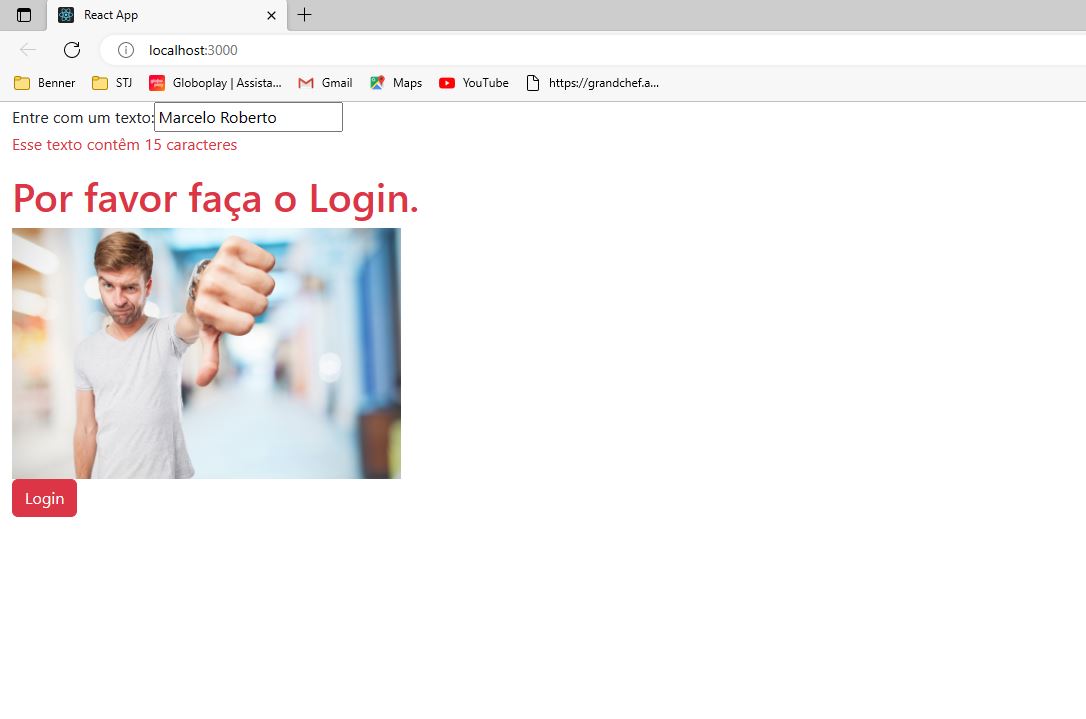 React App
localhost:3000
Benner STJ Globoplay | Assista... Gmail Maps YouTube https://grandchef.a...
Entre com um texto: Marcelo Roberto
Esse texto contêm 15 caracteres
Por favor faça o Login.
Login